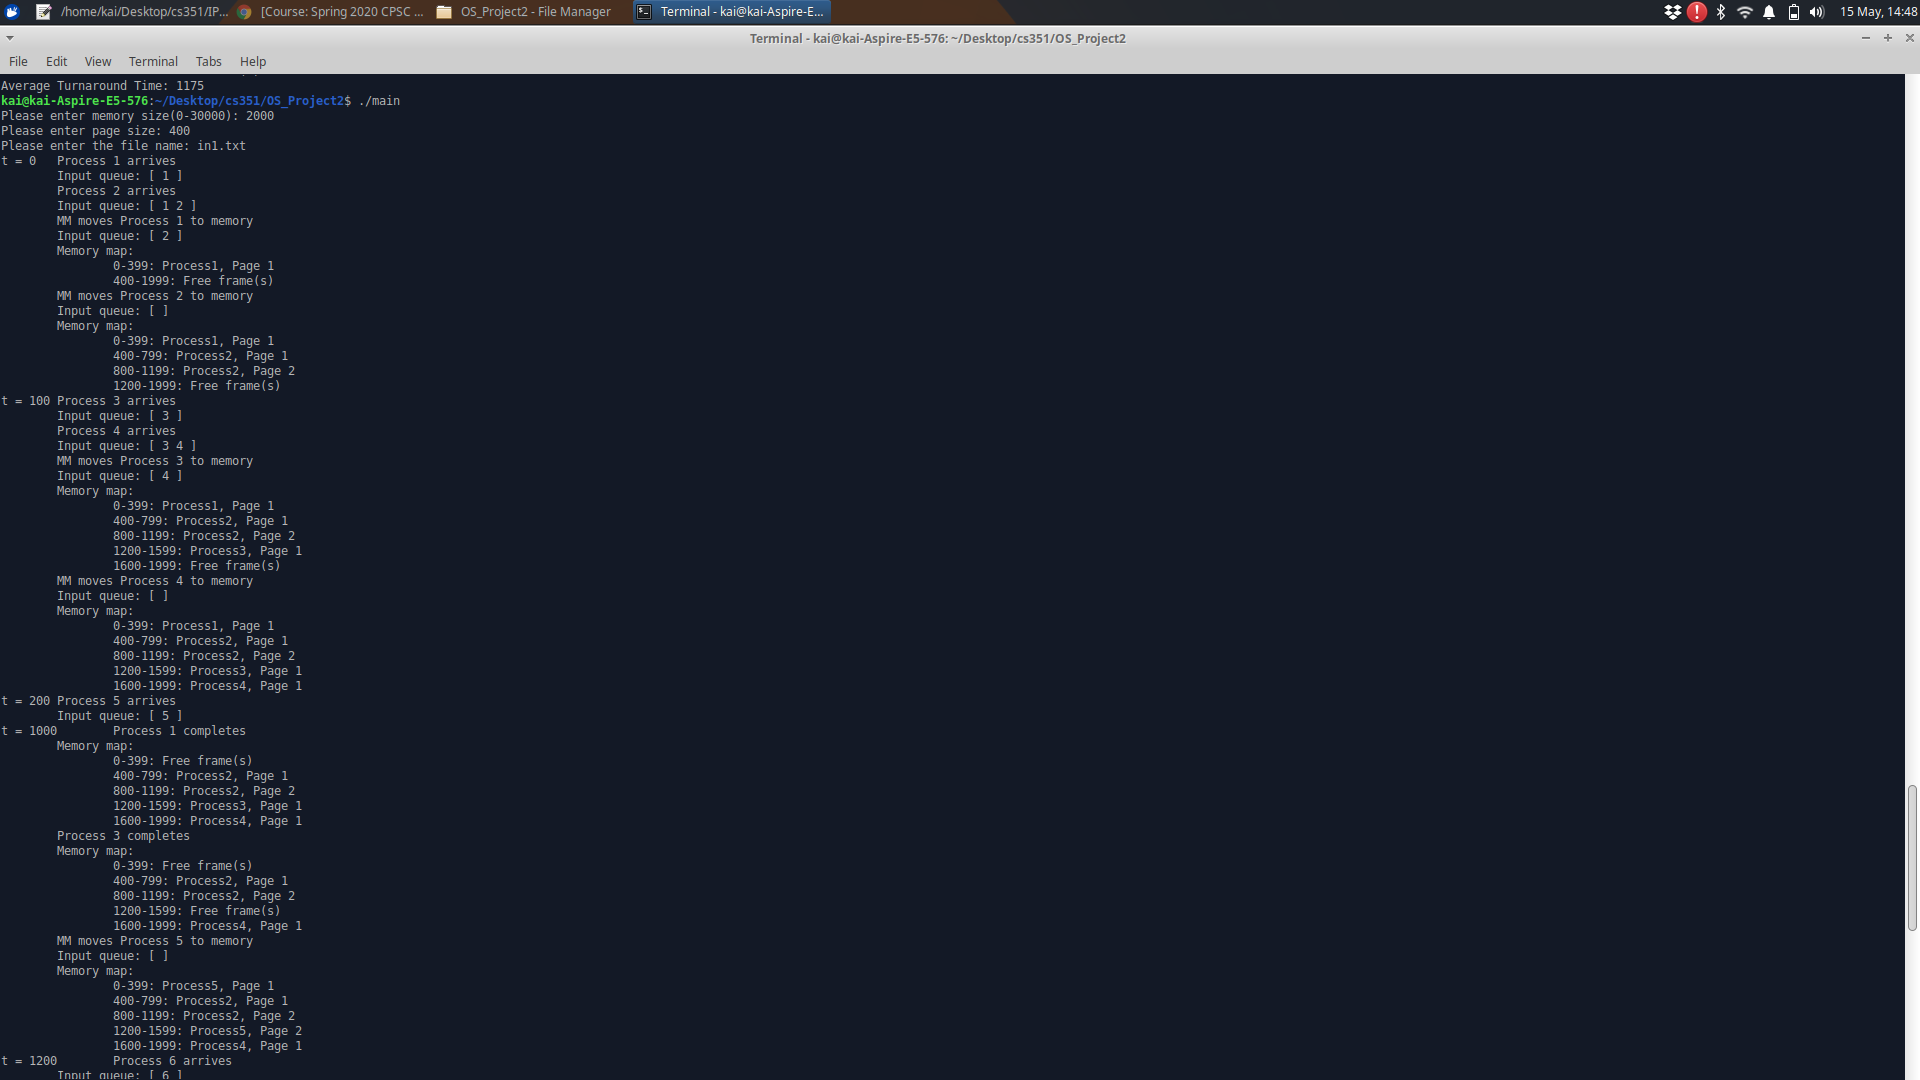 /home/kai/Desktop/cs351/IP... [Course: Spring 2020 CPSC ... OS_Project2 - File Manager Terminal - kai@kai-Aspire-E... 15 May, 14:48
Terminal - kai@kai-Aspire-E5-576: ~/Desktop/cs351/OS_Project2
File Edit View Terminal Tabs Help
Average Turnaround Time: 1175
kai@kai-Aspire-E5-576:~/Desktop/cs351/OS_Project2$ ./main
Please enter memory size(0-30000): 2000
Please enter page size: 400
Please enter the file name: in1.txt
t = 0   Process 1 arrives
        Input queue: [ 1 ]
        Process 2 arrives
        Input queue: [ 1 2 ]
        MM moves Process 1 to memory
        Input queue: [ 2 ]
        Memory map:
                0-399: Process1, Page 1
                400-1999: Free frame(s)
        MM moves Process 2 to memory
        Input queue: [ ]
        Memory map:
                0-399: Process1, Page 1
                400-799: Process2, Page 1
                800-1199: Process2, Page 2
                1200-1999: Free frame(s)
t = 100 Process 3 arrives
        Input queue: [ 3 ]
        Process 4 arrives
        Input queue: [ 3 4 ]
        MM moves Process 3 to memory
        Input queue: [ 4 ]
        Memory map:
                0-399: Process1, Page 1
                400-799: Process2, Page 1
                800-1199: Process2, Page 2
                1200-1599: Process3, Page 1
                1600-1999: Free frame(s)
        MM moves Process 4 to memory
        Input queue: [ ]
        Memory map:
                0-399: Process1, Page 1
                400-799: Process2, Page 1
                800-1199: Process2, Page 2
                1200-1599: Process3, Page 1
                1600-1999: Process4, Page 1
t = 200 Process 5 arrives
        Input queue: [ 5 ]
t = 1000        Process 1 completes
        Memory map:
                0-399: Free frame(s)
                400-799: Process2, Page 1
                800-1199: Process2, Page 2
                1200-1599: Process3, Page 1
                1600-1999: Process4, Page 1
        Process 3 completes
        Memory map:
                0-399: Free frame(s)
                400-799: Process2, Page 1
                800-1199: Process2, Page 2
                1200-1599: Free frame(s)
                1600-1999: Process4, Page 1
        MM moves Process 5 to memory
        Input queue: [ ]
        Memory map:
                0-399: Process5, Page 1
                400-799: Process2, Page 1
                800-1199: Process2, Page 2
                1200-1599: Process5, Page 2
                1600-1999: Process4, Page 1
t = 1200        Process 6 arrives
        Input queue: [ 6 ]